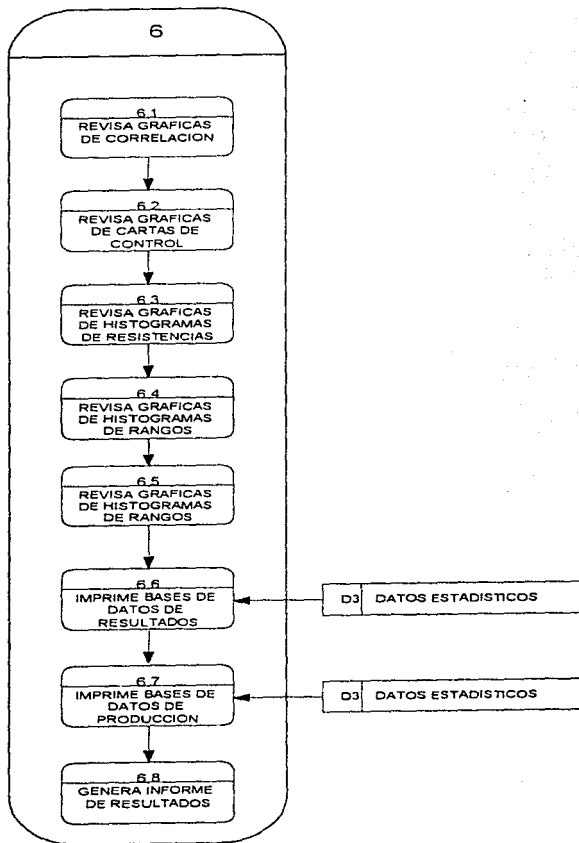 6
6.1
REVISA GRAFICAS
DE CORRELACION
6.2
REVISA GRAFICAS
DE CARTAS DE
CONTROL
6.3
REVISA GRAFICAS
DE HISTOGRAMAS
DE RESISTENCIAS
6.4
REVISA GRAFICAS
DE HISTOGRAMAS
DE RANGOS
6.5
REVISA GRAFICAS
DE HISTOGRAMAS
DE RANGOS
6.6
IMPRIME BASES DE
DATOS DE
RESULTADOS
D3 DATOS ESTADISTICOS
6.7
IMPRIME BASES DE
DATOS DE
PRODUCCION
D3 DATOS ESTADISTICOS
6.8
GENERA INFORME
DE RESULTADOS